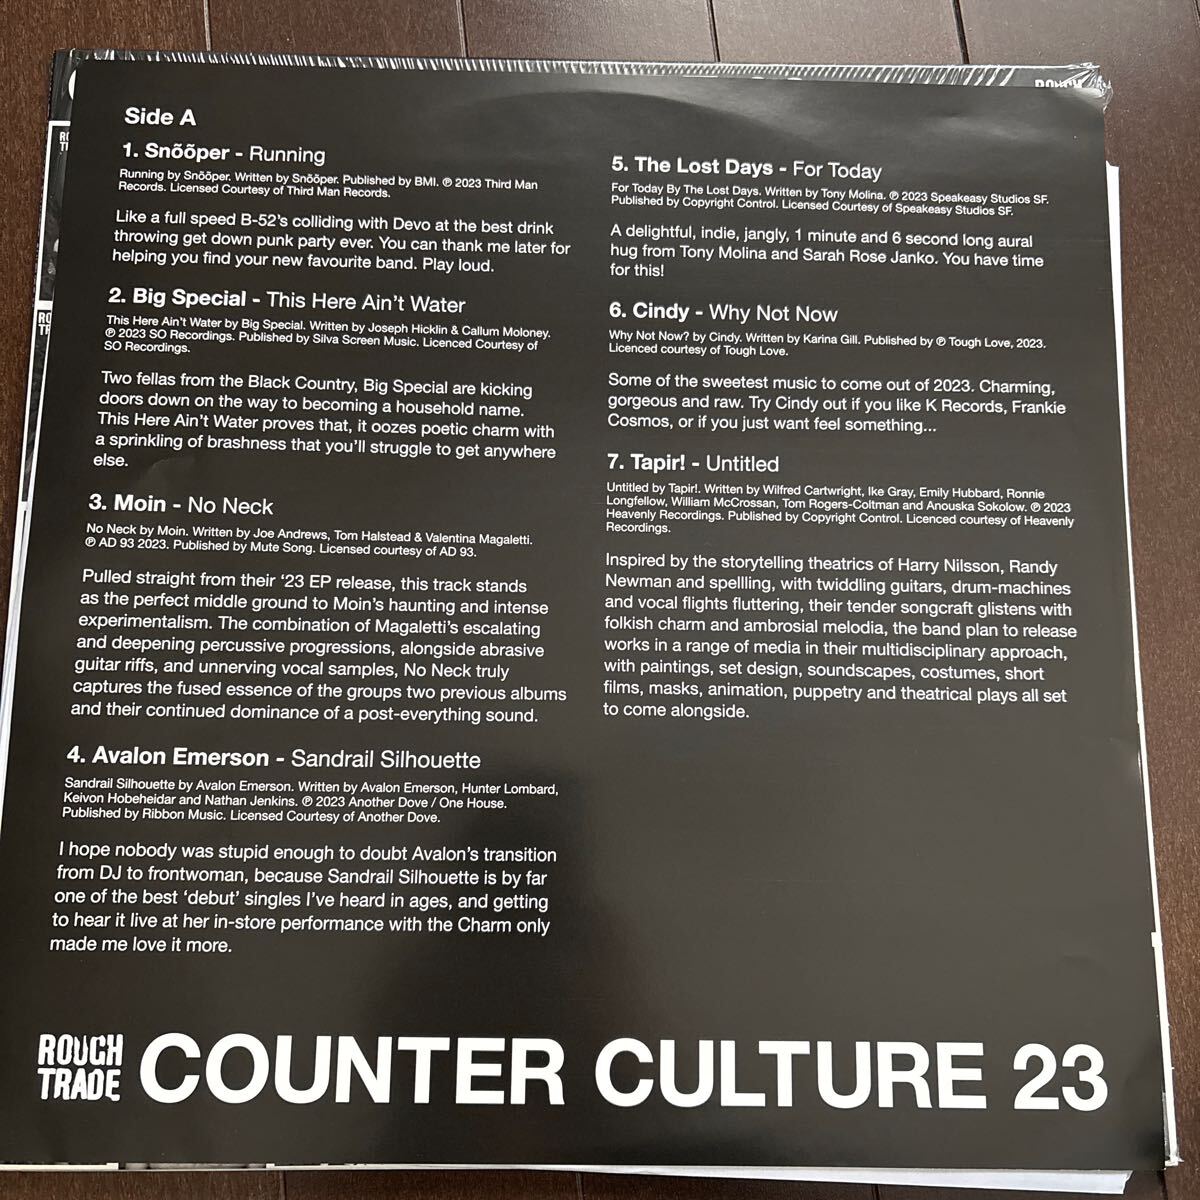 ROUGH
Side A
1. Snõõper - Running
Running by Snõõper. Written by Snõõper. Published by BMI. ℗ 2023 Third Man
Records. Licensed Courtesy of Third Man Records.
Like a full speed B-52's colliding with Devo at the best drink
throwing get down punk party ever. You can thank me later for
helping you find your new favourite band. Play loud.
2. Big Special - This Here Ain't Water
This Here Ain't Water by Big Special. Written by Joseph Hicklin & Callum Moloney.
℗ 2023 SO Recordings. Published by Silva Screen Music. Licenced Courtesy of
SO Recordings.
Two fellas from the Black Country, Big Special are kicking
doors down on the way to becoming a household name.
This Here Ain't Water proves that, it oozes poetic charm with
a sprinkling of brashness that you'll struggle to get anywhere
else.
3. Moin - No Neck
No Neck by Moin. Written by Joe Andrews, Tom Halstead & Valentina Magaletti.
℗ AD 93 2023. Published by Mute Song. Licensed courtesy of AD 93.
Pulled straight from their '23 EP release, this track stands
as the perfect middle ground to Moin's haunting and intense
experimentalism. The combination of Magaletti's escalating
and deepening percussive progressions, alongside abrasive
guitar riffs, and unnerving vocal samples, No Neck truly
captures the fused essence of the groups two previous albums
and their continued dominance of a post-everything sound.
4. Avalon Emerson - Sandrail Silhouette
Sandrail Silhouette by Avalon Emerson. Written by Avalon Emerson, Hunter Lombard,
Keivon Hobeheidar and Nathan Jenkins. ℗ 2023 Another Dove / One House.
Published by Ribbon Music. Licensed Courtesy of Another Dove.
I hope nobody was stupid enough to doubt Avalon's transition
from DJ to frontwoman, because Sandrail Silhouette is by far
one of the best 'debut' singles I've heard in ages, and getting
to hear it live at her in-store performance with the Charm only
made me love it more.
5. The Lost Days - For Today
For Today By The Lost Days. Written by Tony Molina. ℗ 2023 Speakeasy Studios SF.
Published by Copyright Control. Licensed Courtesy of Speakeasy Studios SF.
A delightful, indie, jangly, 1 minute and 6 second long aural
hug from Tony Molina and Sarah Rose Janko. You have time
for this!
6. Cindy - Why Not Now
Why Not Now? by Cindy. Written by Karina Gill. Published by ℗ Tough Love, 2023.
Licenced courtesy of Tough Love.
Some of the sweetest music to come out of 2023. Charming,
gorgeous and raw. Try Cindy out if you like K Records, Frankie
Cosmos, or if you just want feel something...
7. Tapir! - Untitled
Untitled by Tapir!. Written by Wilfred Cartwright, Ike Gray, Emily Hubbard, Ronnie
Longfellow, William McCrossan, Tom Rogers-Coltman and Anouska Sokolow. ℗ 2023
Heavenly Recordings. Published by Copyright Control. Licenced courtesy of Heavenly
Recordings.
Inspired by the storytelling theatrics of Harry Nilsson, Randy
Newman and spellling, with twiddling guitars, drum-machines
and vocal flights fluttering, their tender songcraft glistens with
folkish charm and ambrosial melodia, the band plan to release
works in a range of media in their multidisciplinary approach,
with paintings, set design, soundscapes, costumes, short
films, masks, animation, puppetry and theatrical plays all set
to come alongside.
ROUGH
TRADE
COUNTER CULTURE 23